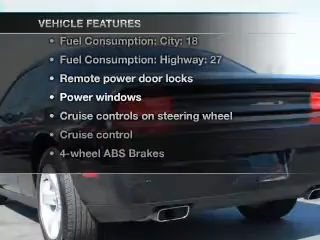 VEHICLE FEATURES
• Fuel Consumption: City: 18
• Fuel Consumption: Highway: 27
• Remote power door locks
• Power windows
• Cruise controls on steering wheel
• Cruise control
• 4-wheel ABS Brakes